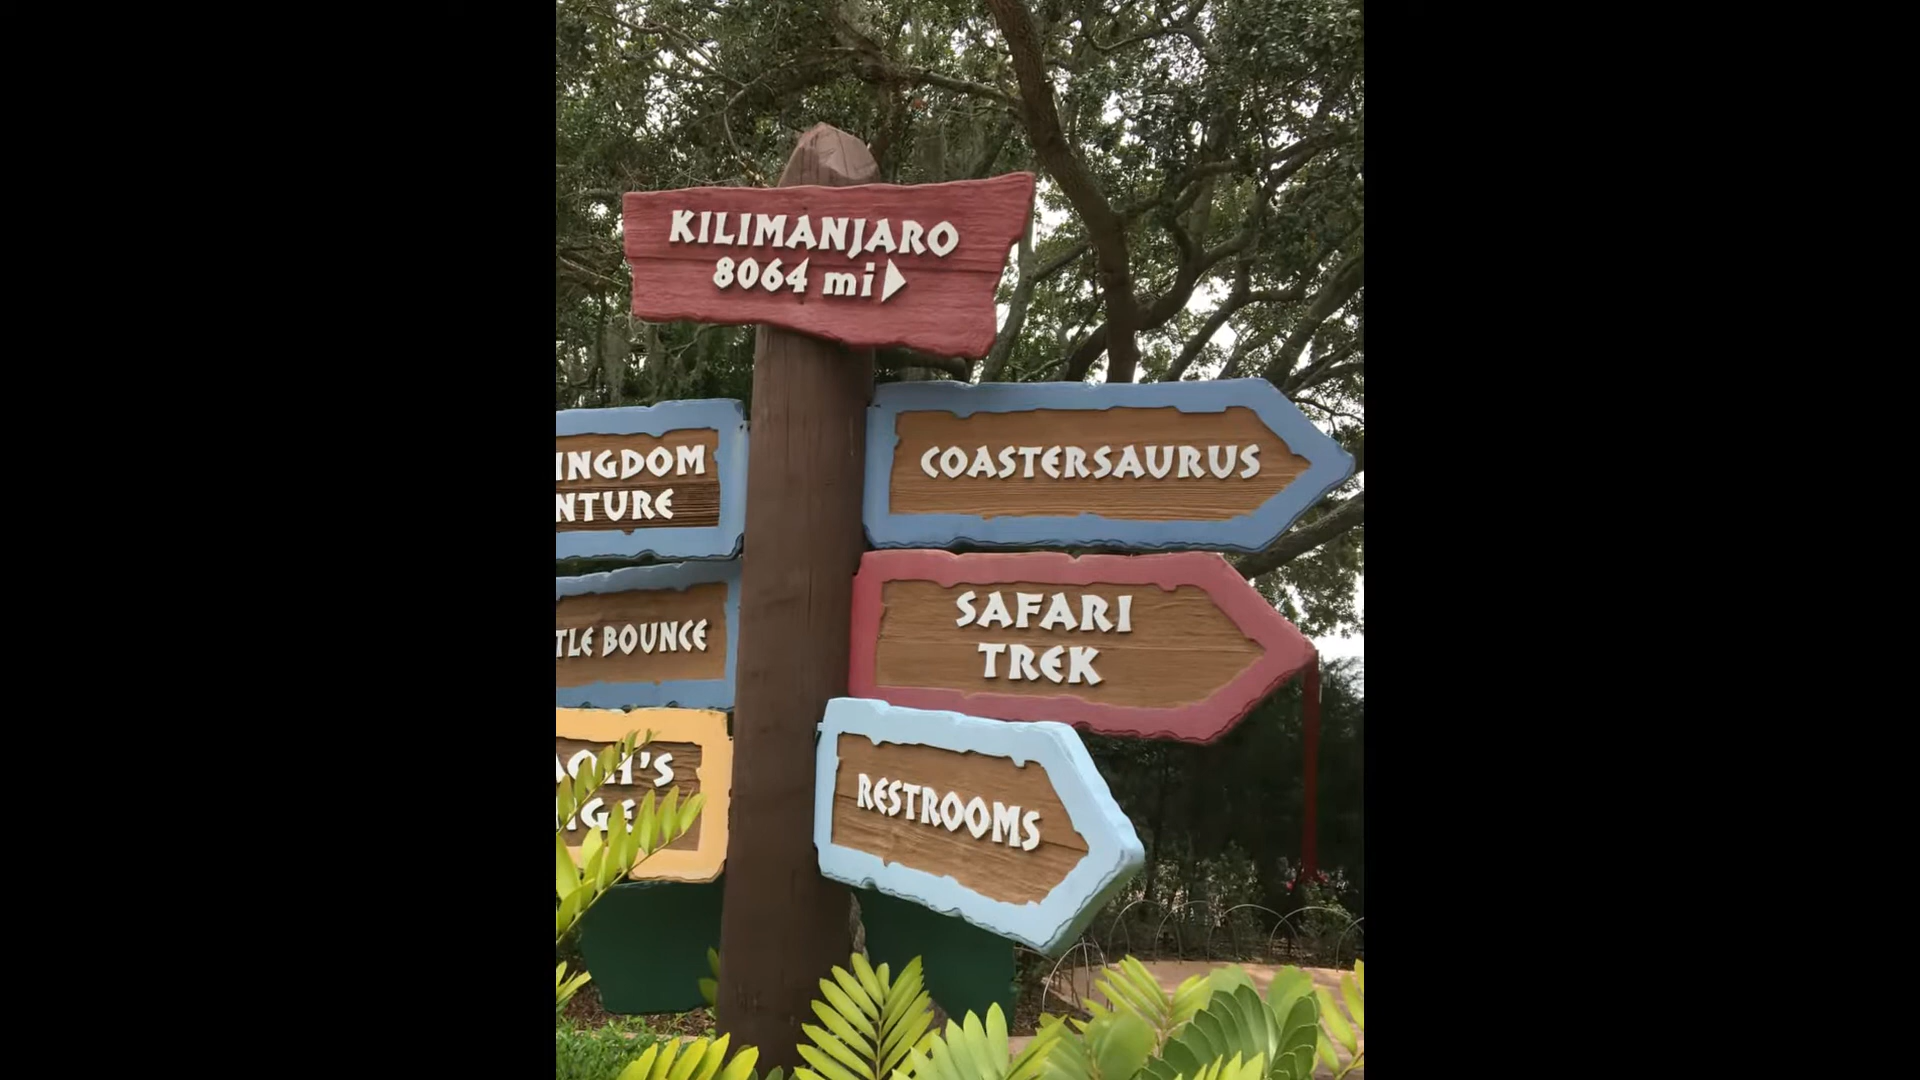 KILIMANJARO
8064 mi
INGDOM
NTURE
TLE BOUNCE
COASTERSAURUS
SAFARI
TREK
RESTROOMS